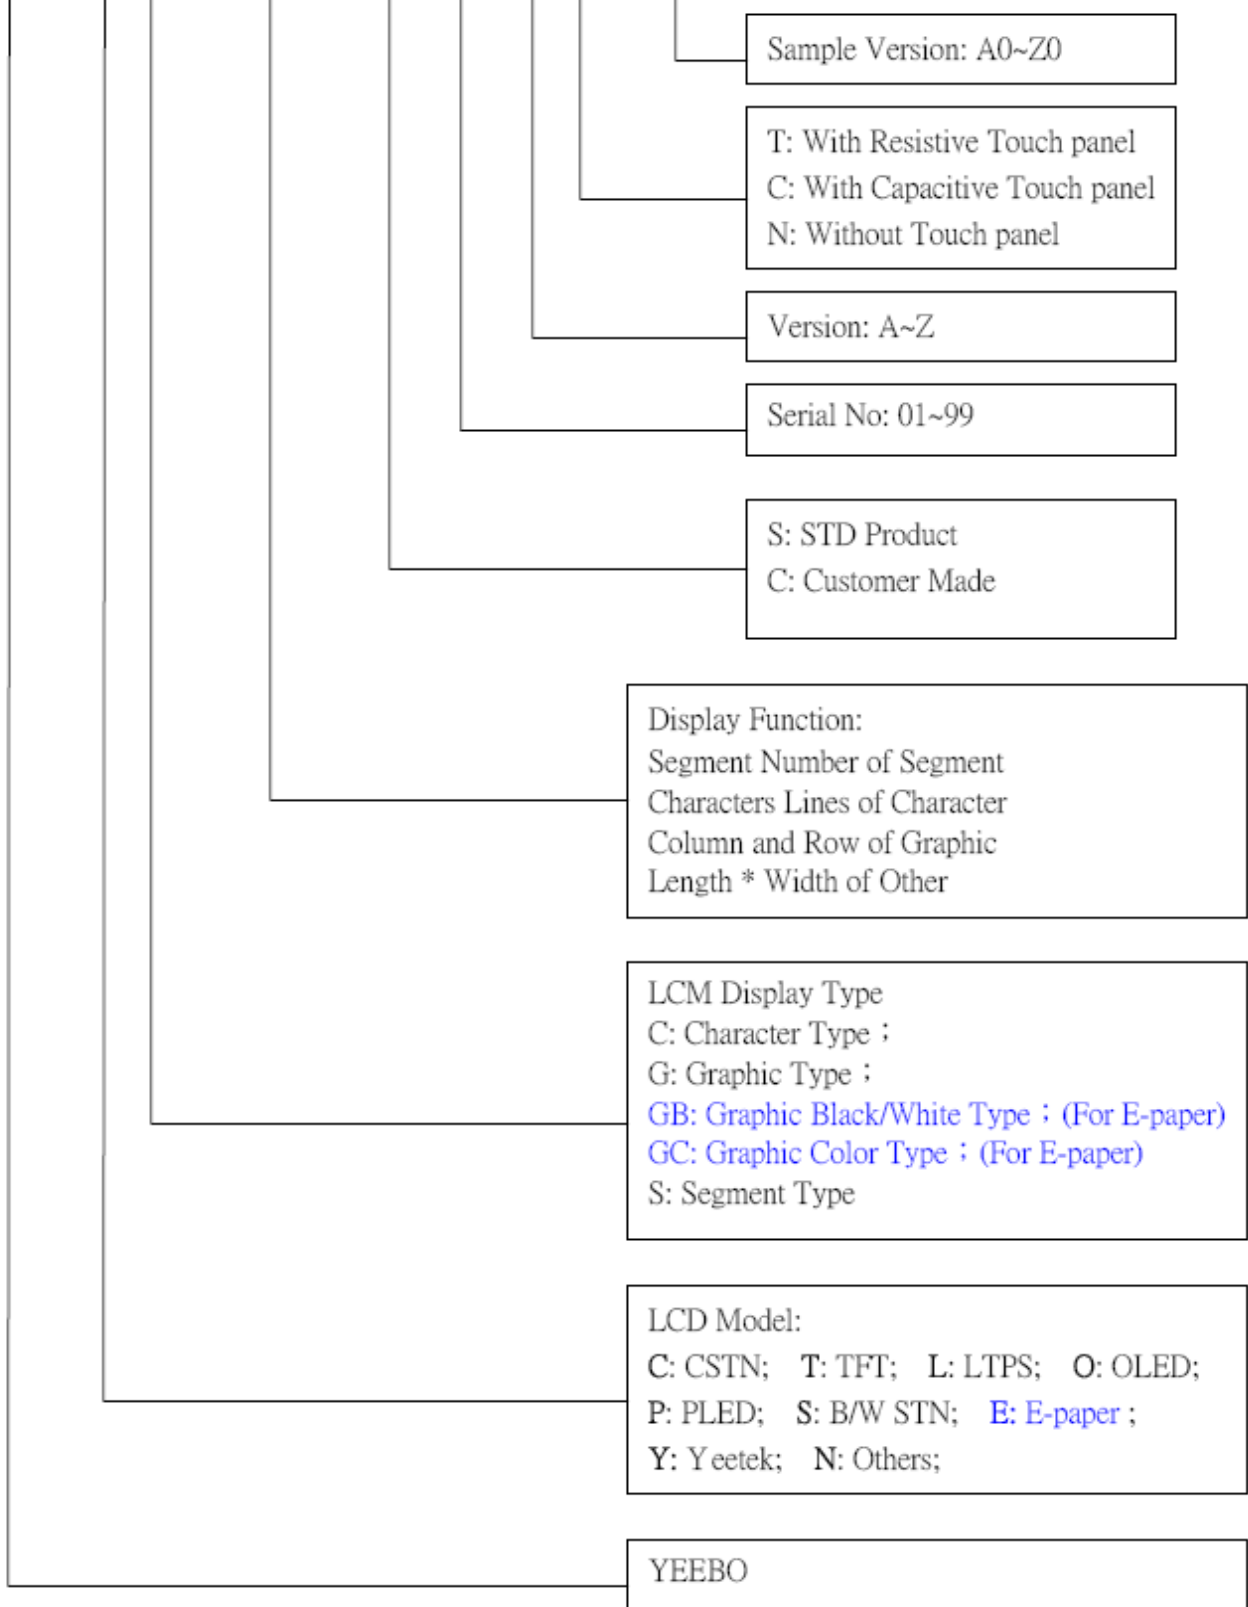 Sample Version: A0~Z0
T: With Resistive Touch panel
C: With Capacitive Touch panel
N: Without Touch panel
Version: A~Z
Serial No: 01~99
S: STD Product
C: Customer Made
Display Function:
Segment Number of Segment
Characters Lines of Character
Column and Row of Graphic
Length * Width of Other
LCM Display Type
C: Character Type；
G: Graphic Type；
GB: Graphic Black/White Type；(For E-paper)
GC: Graphic Color Type；(For E-paper)
S: Segment Type
LCD Model:
C: CSTN; T: TFT; L: LTPS; O: OLED;
P: PLED; S: B/W STN; E: E-paper ;
Y: Yeetek; N: Others;
YEEBO